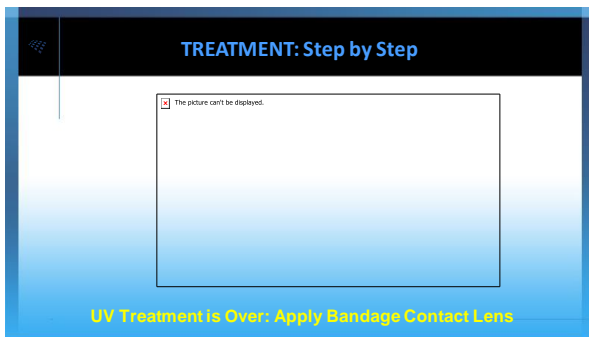 TREATMENT: Step by Step
The picture can't be displayed.
UV Treatment is Over: Apply Bandage Contact Lens